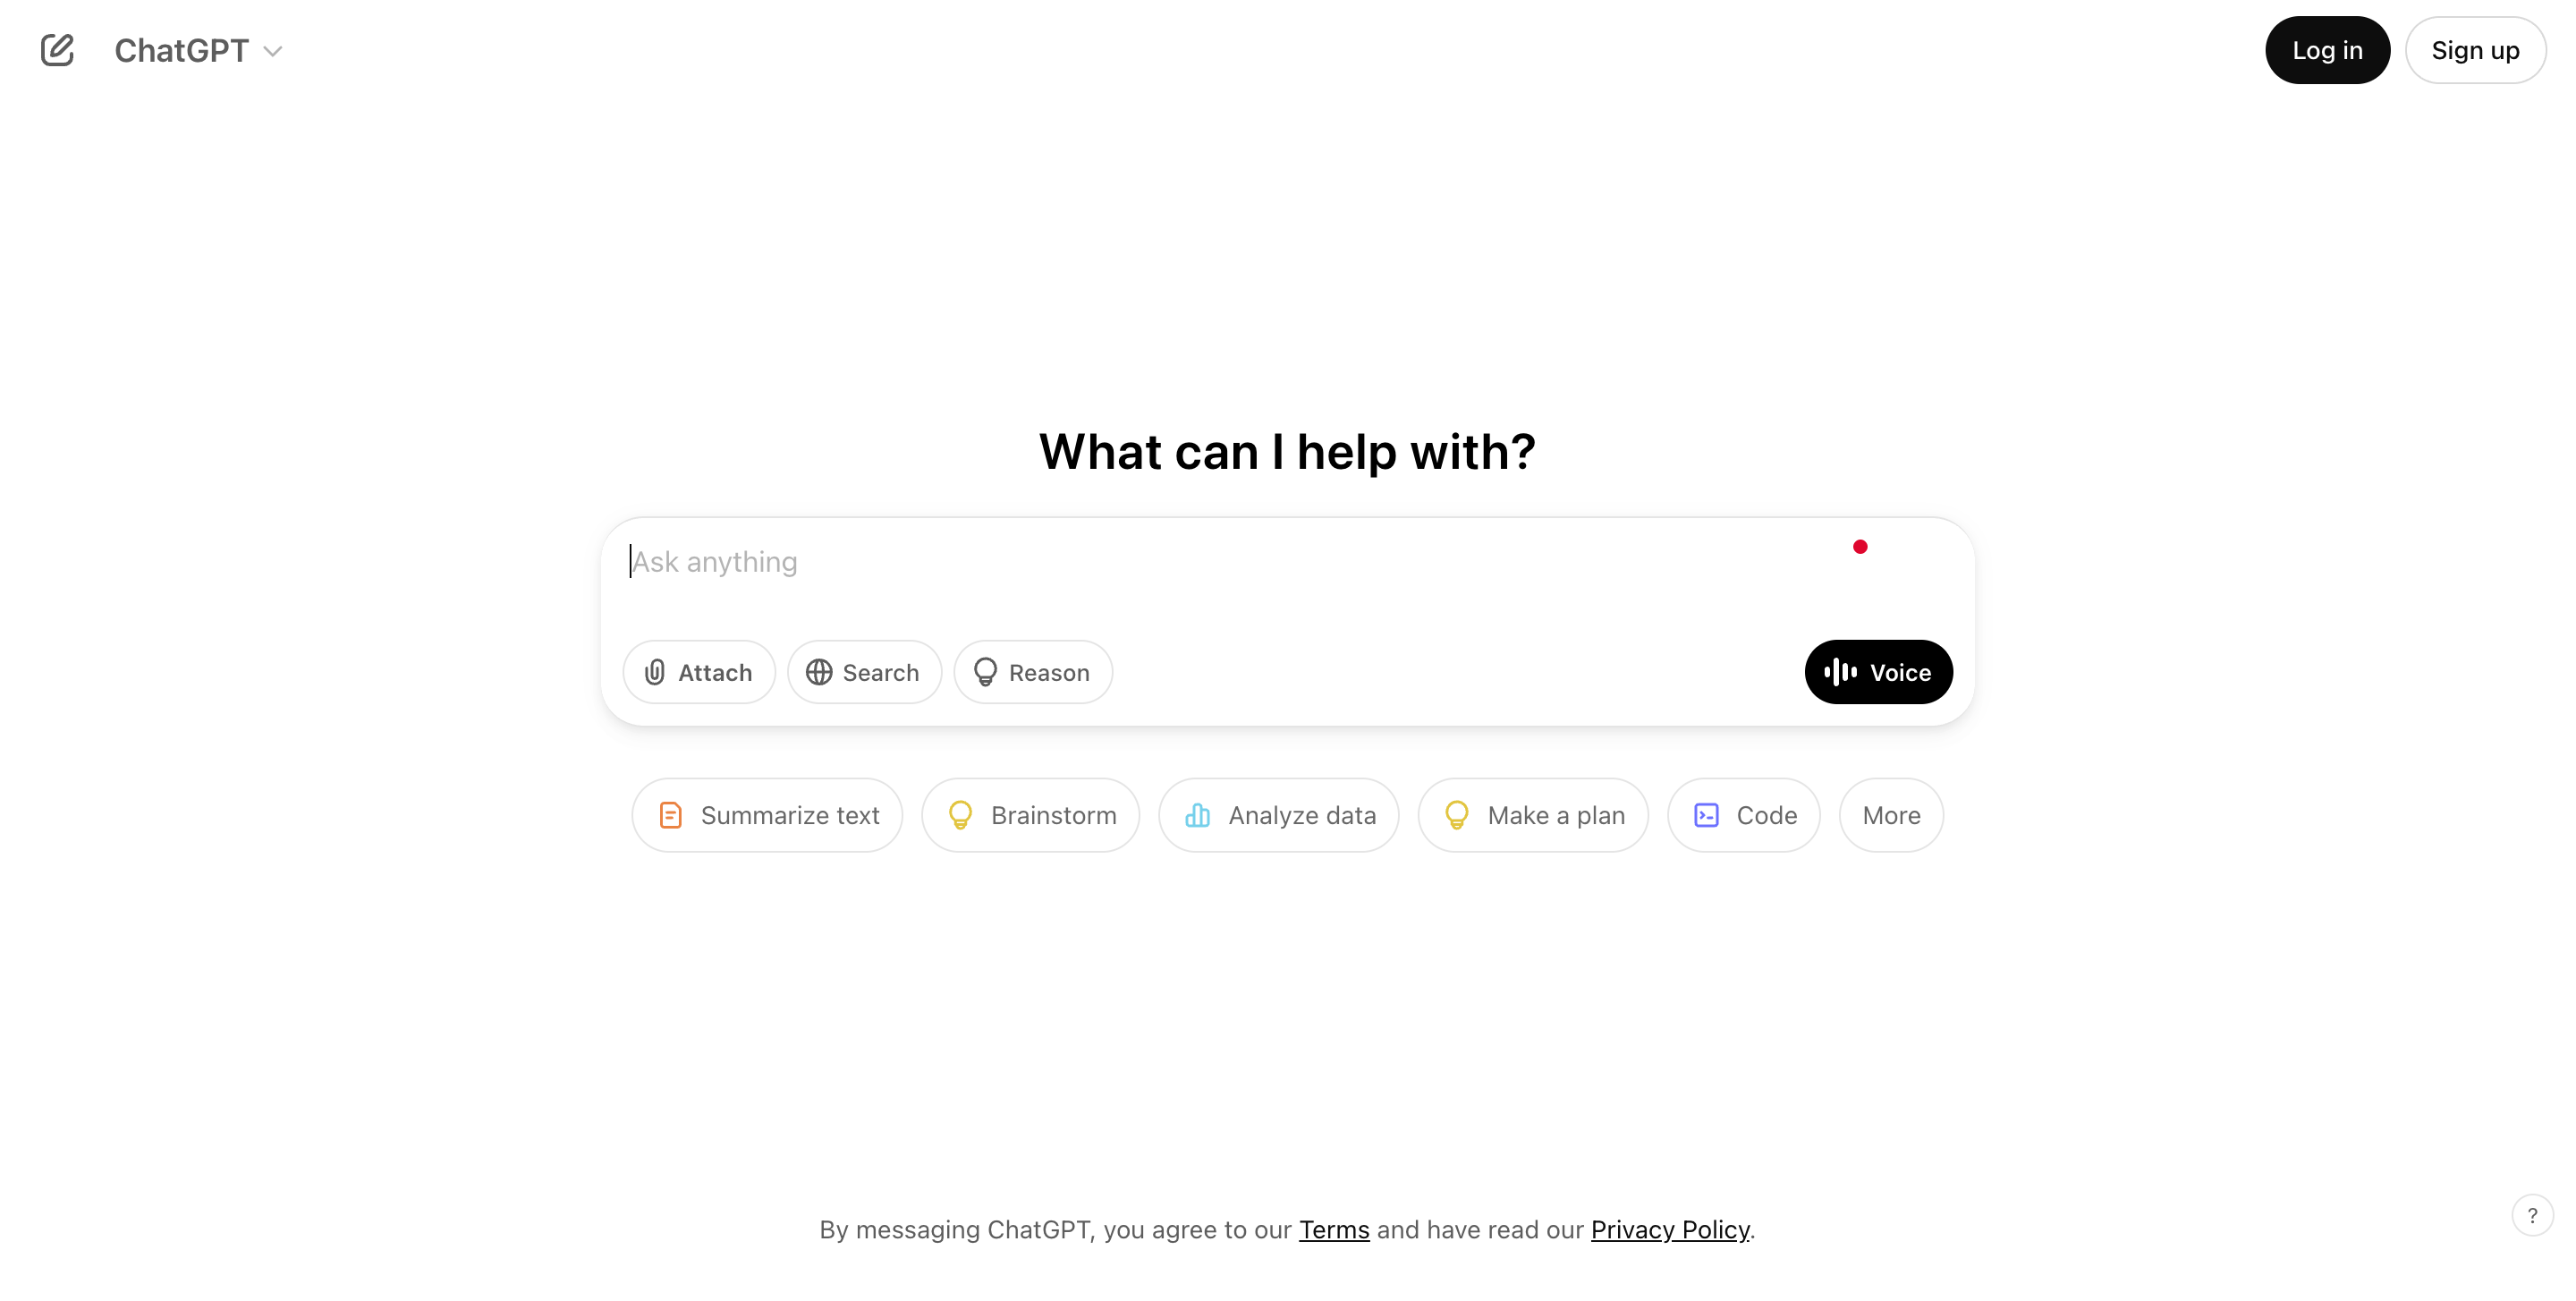 ChatGPT
Log in
Sign up
What can I help with?
Ask anything
Attach
Search
Reason
Voice
Summarize text
Brainstorm
Analyze data
Make a plan
Code
More
By messaging ChatGPT, you agree to our Terms and have read our Privacy Policy.
?